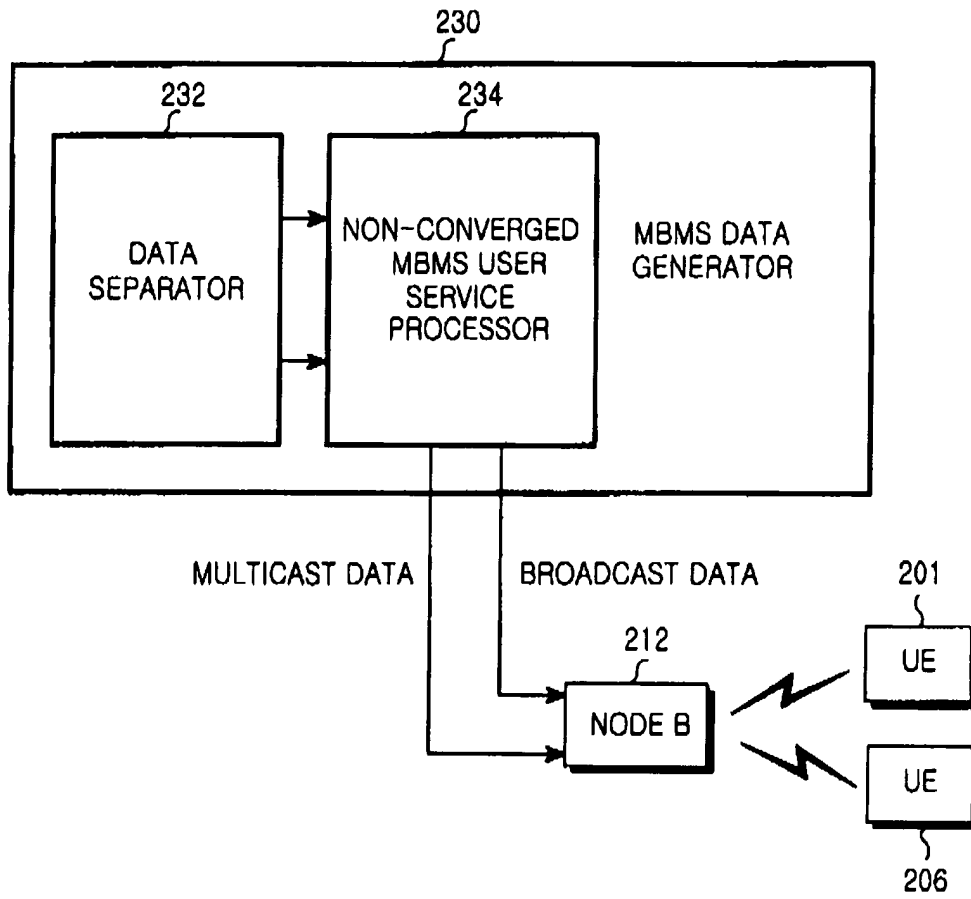 230
232
234
DATA
SEPARATOR
NON-CONVERGED
MBMS USER
SERVICE
PROCESSOR
MBMS DATA
GENERATOR
MULTICAST DATA
BROADCAST DATA
201
UE
212
NODE B
UE
206